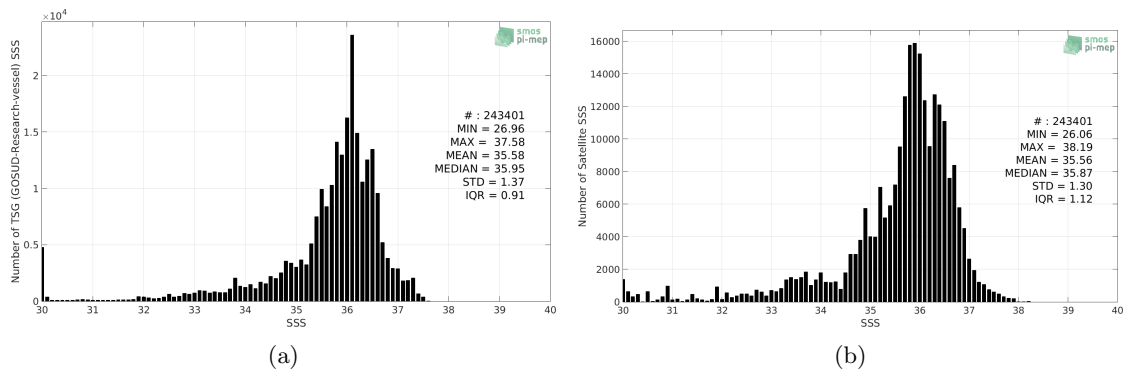 ×10⁴
Number of TSG (GOSUD-Research-vessel) SSS
2
1.5
1
0.5
0
30 31 32 33 34 35 36 37 38 39 40
SSS
smos
pi-mep
# : 243401
MIN = 26.96
MAX = 37.58
MEAN = 35.58
MEDIAN = 35.95
STD = 1.37
IQR = 0.91
(a)
Number of Satellite SSS
16000
14000
12000
10000
8000
6000
4000
2000
0
30 31 32 33 34 35 36 37 38 39 40
SSS
smos
pi-mep
# : 243401
MIN = 26.06
MAX = 38.19
MEAN = 35.56
MEDIAN = 35.87
STD = 1.30
IQR = 1.12
(b)